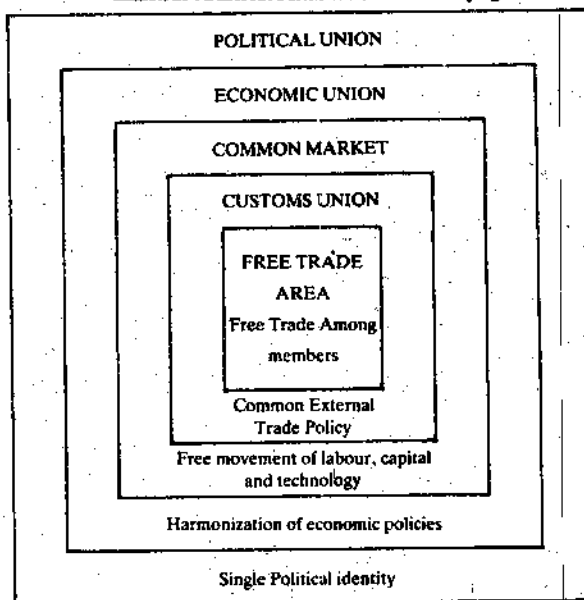 POLITICAL UNION
ECONOMIC UNION
COMMON MARKET
CUSTOMS UNION
FREE TRADE
AREA
Free Trade Among
members
Common External
Trade Policy
Free movement of labour, capital
and technology
Harmonization of economic policies
Single Political identity